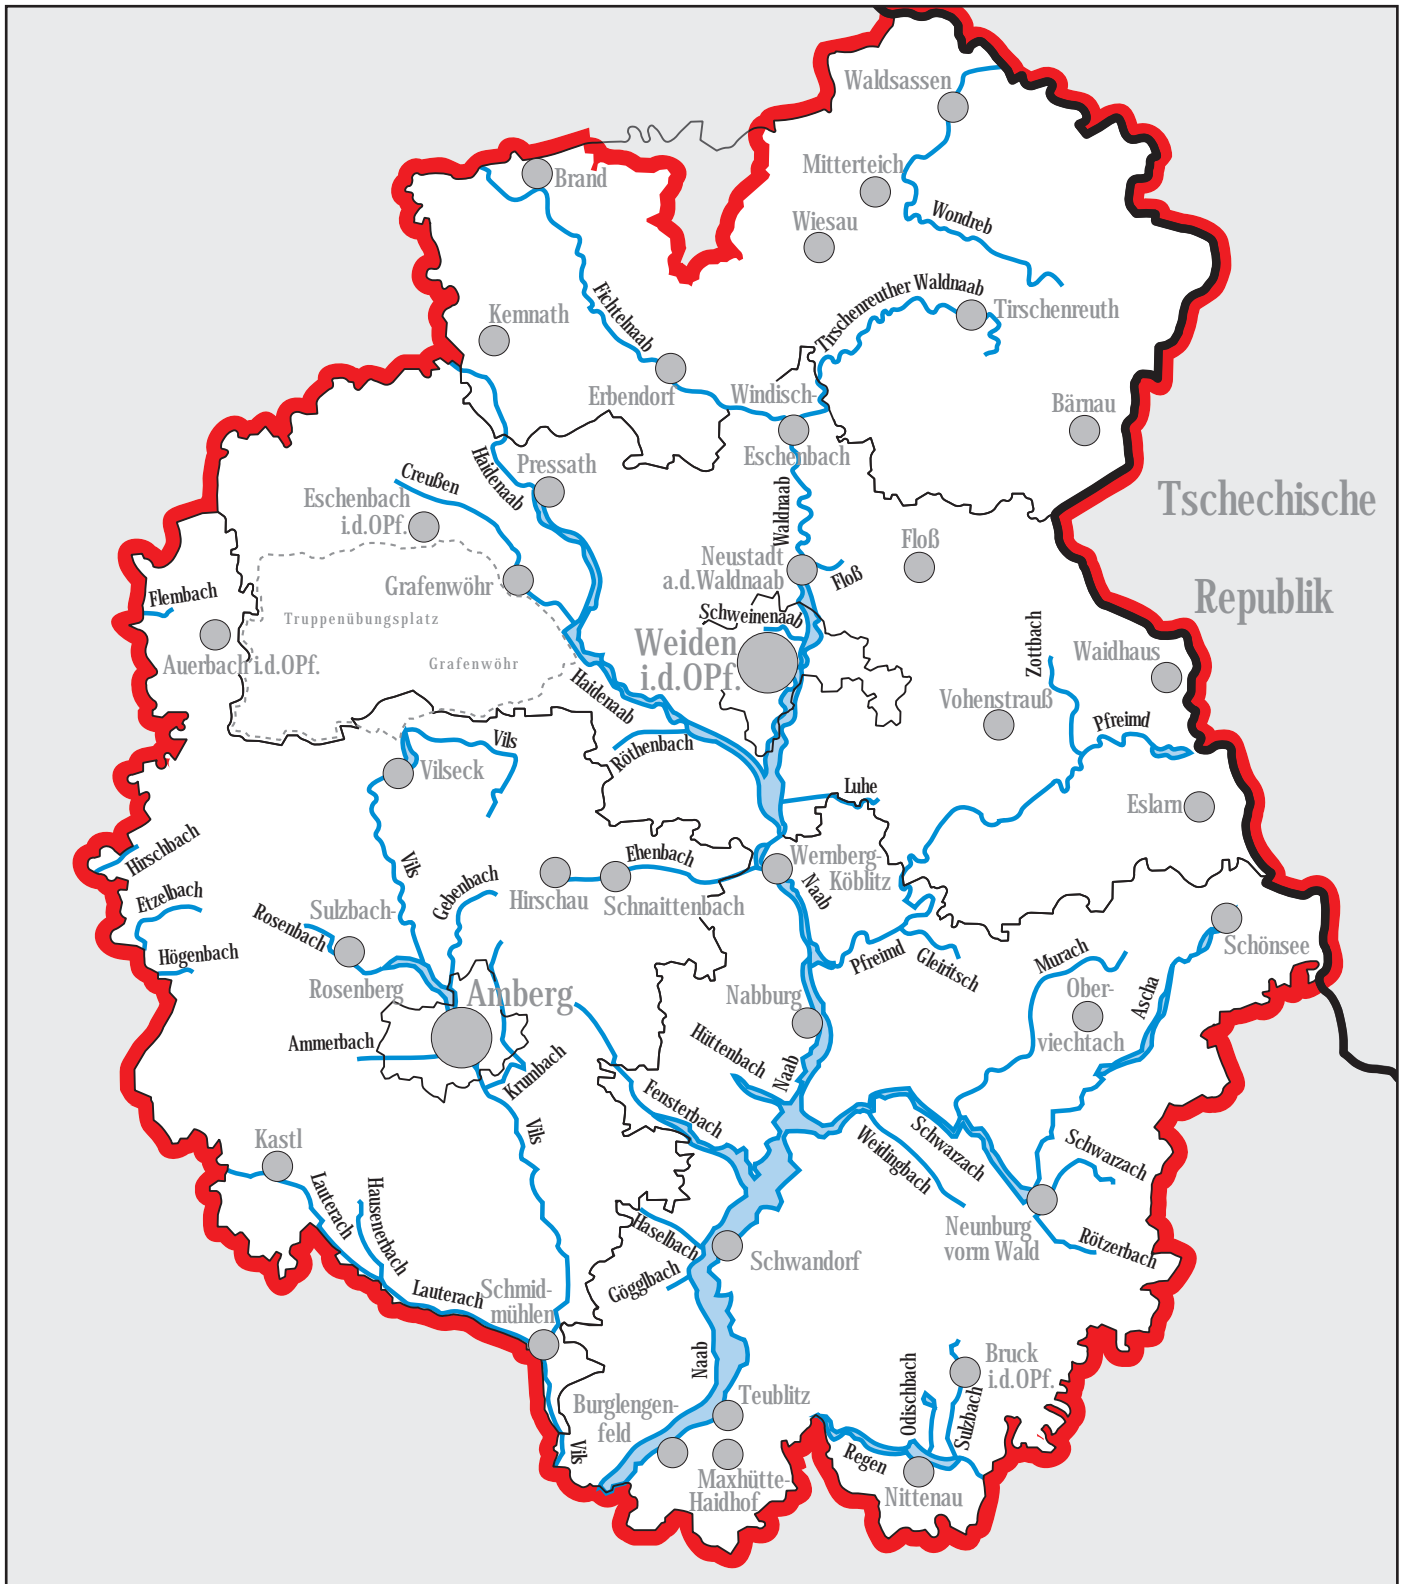 Waldsassen
Mitterteich
Brand
Wondreb
Wiesau
Tirschenreuther Waldnaab
Fichtelnaab
Kemnath
Tirschenreuth
Erbendorf
Windisch-
Eschenbach
Bärnau
Haidenaab
Pressath
Creußen
Eschenbach
i.d.OPf.
Waldnaab
Tschechische
Republik
Neustadt
a.d.Waldnaab
Floß
Floß
Grafenwöhr
Flembach
Truppenübungsplatz
Grafenwöhr
Schweinenaab
Weiden
i.d.OPf.
Zottbach
Waidhaus
Auerbach i.d.OPf.
Haidenaab
Vohenstrauß
Pfreimd
Vils
Röthenbach
Vilseck
Luhe
Eslarn
Hirschbach
Vils
Ehenbach
Wernberg-
Köblitz
Naab
Etzelbach
Gebenbach
Hirschau
Schnaittenbach
Rosenbach
Sulzbach-
Rosenberg
Högenbach
Schönsee
Pfreimd
Gleiritsch
Murach
Amberg
Nabburg
Ober-
viechtach
Ascha
Ammerbach
Krumbach
Hüttenbach
Naab
Fensterbach
Vils
Kastl
Weidingbach
Schwarzach
Schwarzach
Lauterach
Hausenerbach
Haselbach
Neunburg
vorm Wald
Rötzerbach
Schwandorf
Gögglbach
Lauterach
Schmid-
mühlen
Naab
Bruck
i.d.OPf.
Odischbach
Sulzbach
Teublitz
Burglengen-
feld
Vils
Regen
Maxhütte-
Haidhof
Nittenau